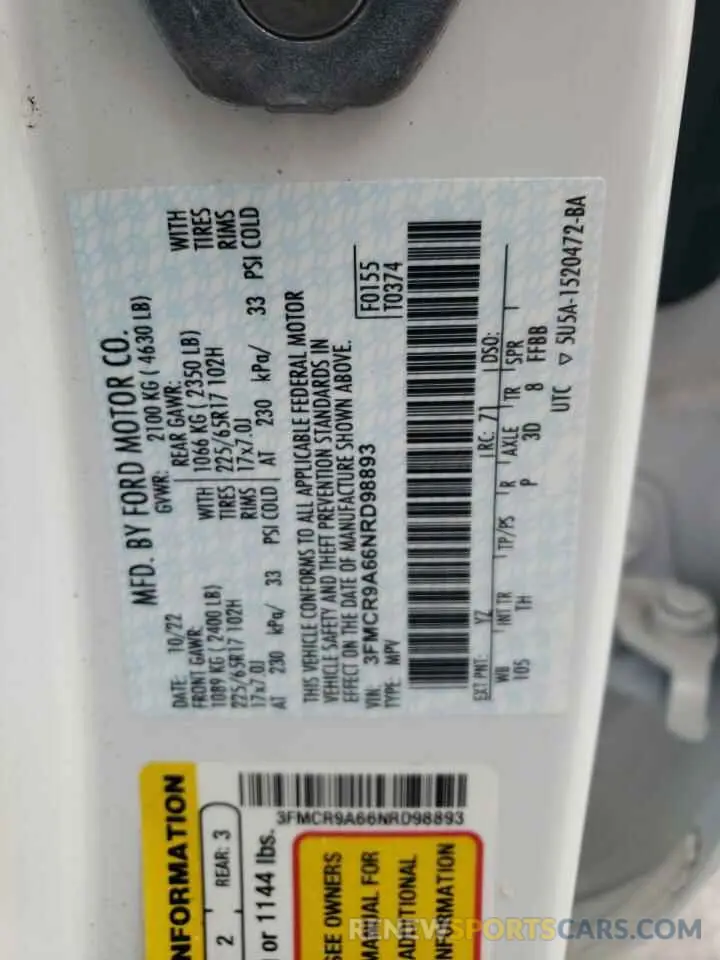 MFD. BY FORD MOTOR CO.
DATE: 10/22 GVWR: 2100 KG ( 4630 LB)
FRONT GAWR: REAR GAWR:
1089 KG ( 2400 LB) WITH 1066 KG ( 2350 LB) WITH
225/65R17 102H TIRES 225/65R17 102H TIRES
17x7.0J RIMS 17x7.0J RIMS
AT 230 kPa/ 33 PSI COLD AT 230 kPa/ 33 PSI COLD
THIS VEHICLE CONFORMS TO ALL APPLICABLE FEDERAL MOTOR
VEHICLE SAFETY AND THEFT PREVENTION STANDARDS IN
EFFECT ON THE DATE OF MANUFACTURE SHOWN ABOVE.
VIN: 3FMCR9A66NRD98893 F0155
TYPE: MPV T0374
EXT PNT: YZ RC: 71 DSO:
WB INT TR TP/PS R AXLE TR SPR
105 TH P 3D 8 FFBB
UTC ▽ 5U5A-1520472-BA
NFORMATION
2 REAR: 3
or 1144 lbs.
3FMCR9A66NRD98893
SEE OWNERS
MANUAL FOR
ADDITIONAL
INFORMATION
RENEWSPORTSCARS.COM